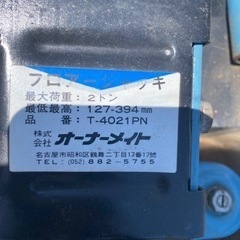 フロアージャッキ
最大荷重：2トン
最低最高：127-394mm
品　　番：T-4021PN
株式会社 オーナーメイト
名古屋市昭和区鶴舞二丁目17番17号
TEL：(052) 882-5755